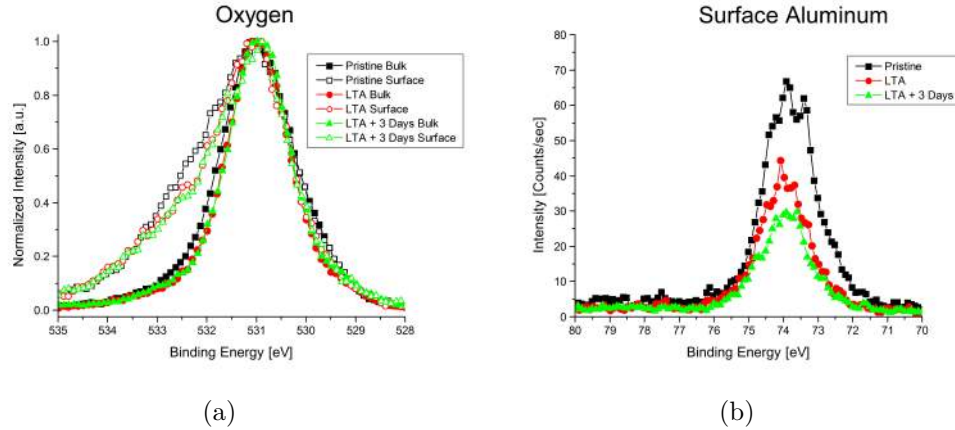 Oxygen
1.0
0.8
0.6
0.4
0.2
0.0
Normalized Intensity [a.u.]
Pristine Bulk
Pristine Surface
LTA Bulk
LTA Surface
LTA + 3 Days Bulk
LTA + 3 Days Surface
535 534 533 532 531 530 529 528
Binding Energy [eV]
(a)
Surface Aluminum
80
70
60
50
40
30
20
10
0
Intensity [Counts/sec]
Pristine
LTA
LTA + 3 Days
80 79 78 77 76 75 74 73 72 71 70
Binding Energy [eV]
(b)